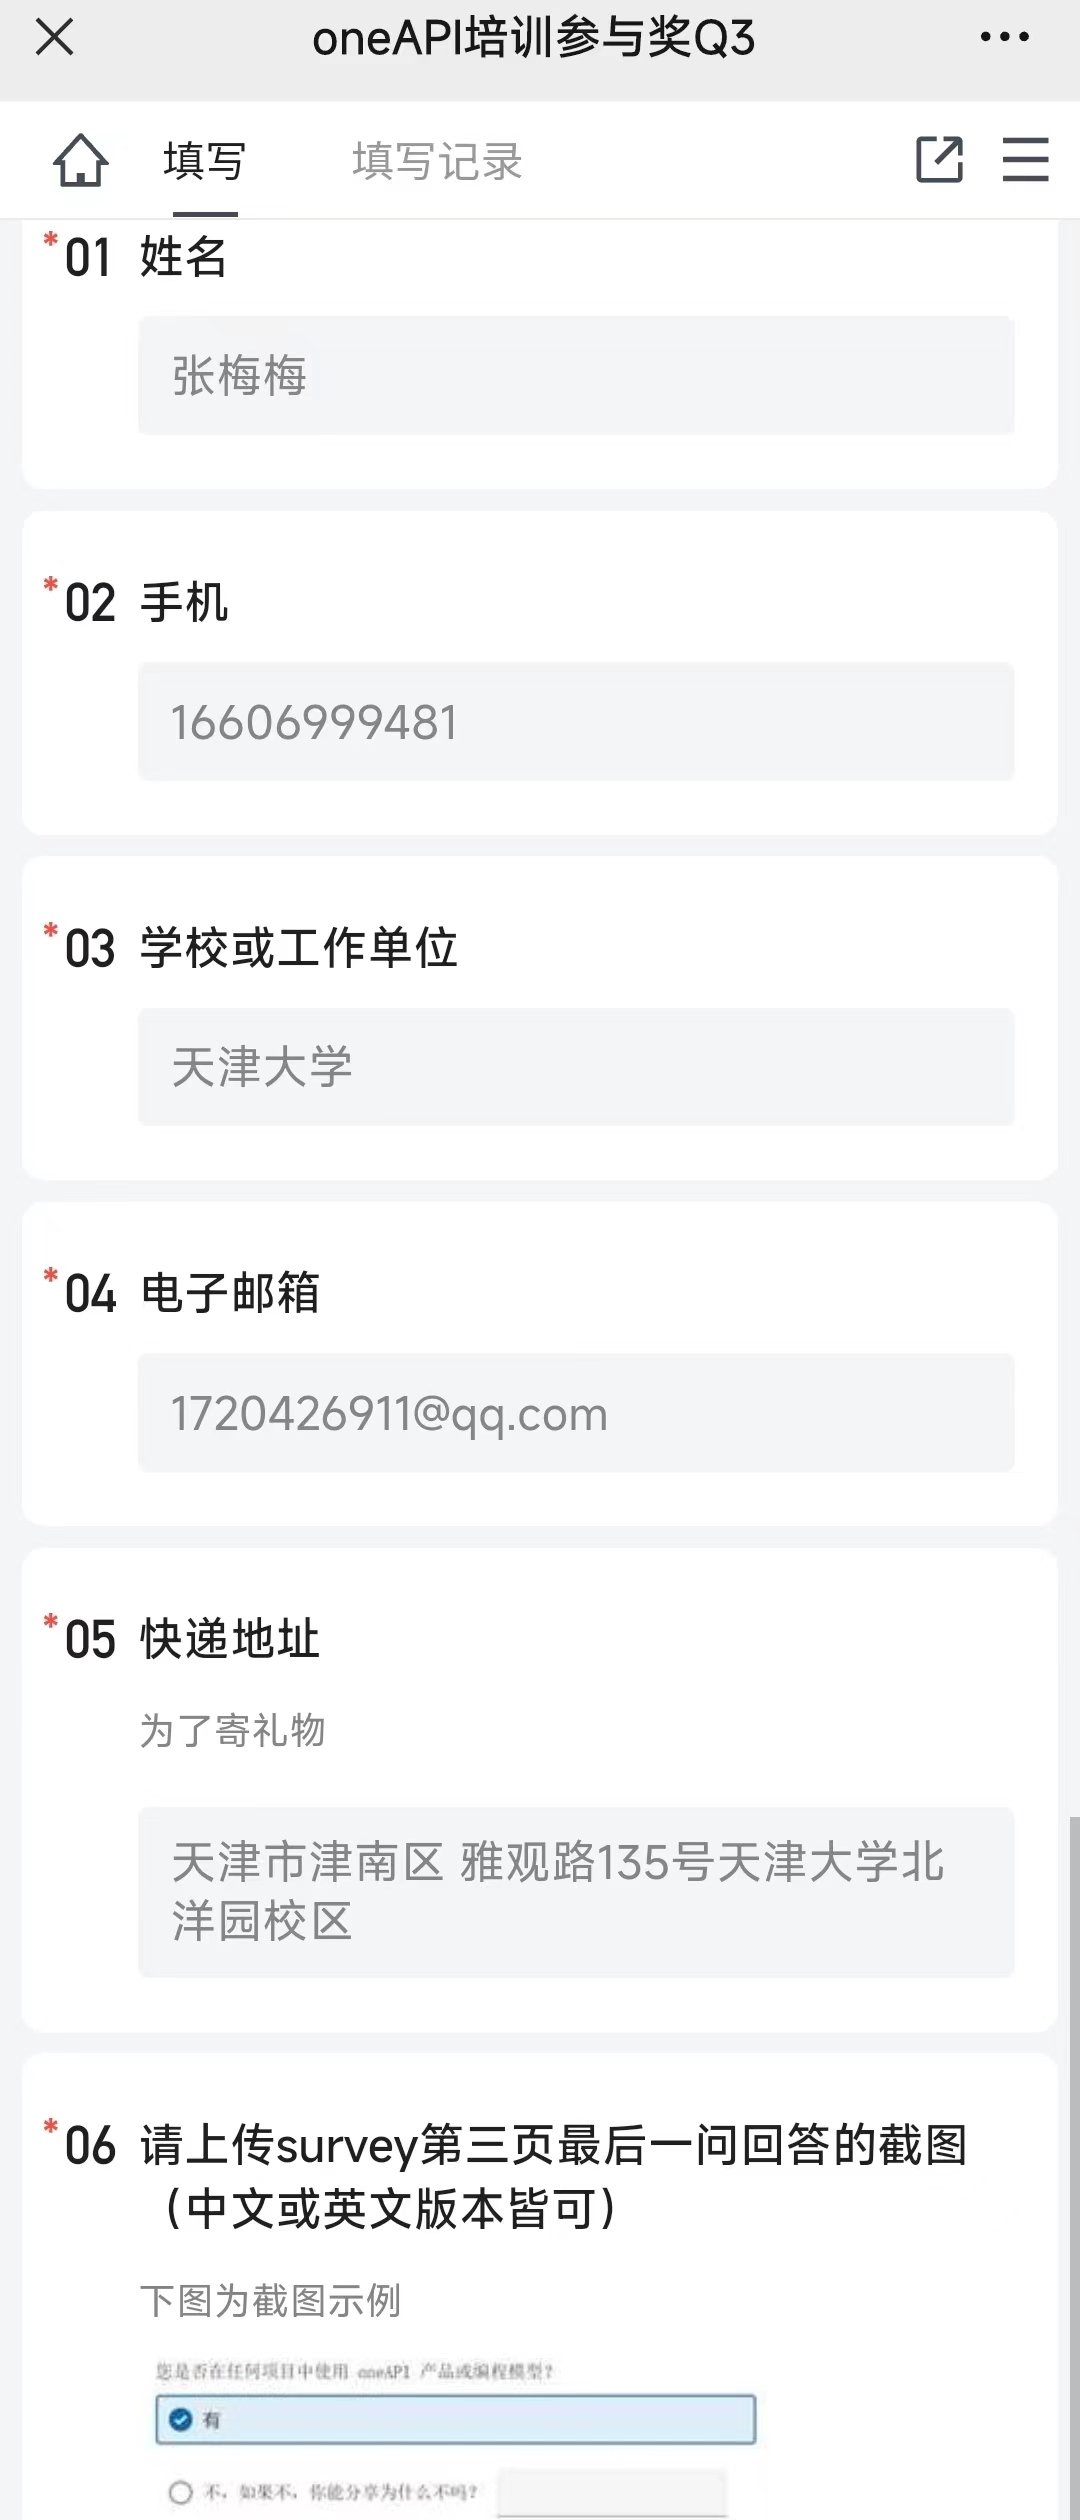 oneAPI培训参与奖Q3
填写
填写记录
*01 姓名
张梅梅
*02 手机
16606999481
*03 学校或工作单位
天津大学
*04 电子邮箱
1720426911@qq.com
*05 快递地址
为了寄礼物
天津市津南区 雅观路135号天津大学北
洋园校区
*06 请上传survey第三页最后一问回答的截图
（中文或英文版本皆可）
下图为截图示例
您是否在任何项目中使用 oneAPI 产品或编程模型?
有
不，如果不，你能分享为什么不吗?